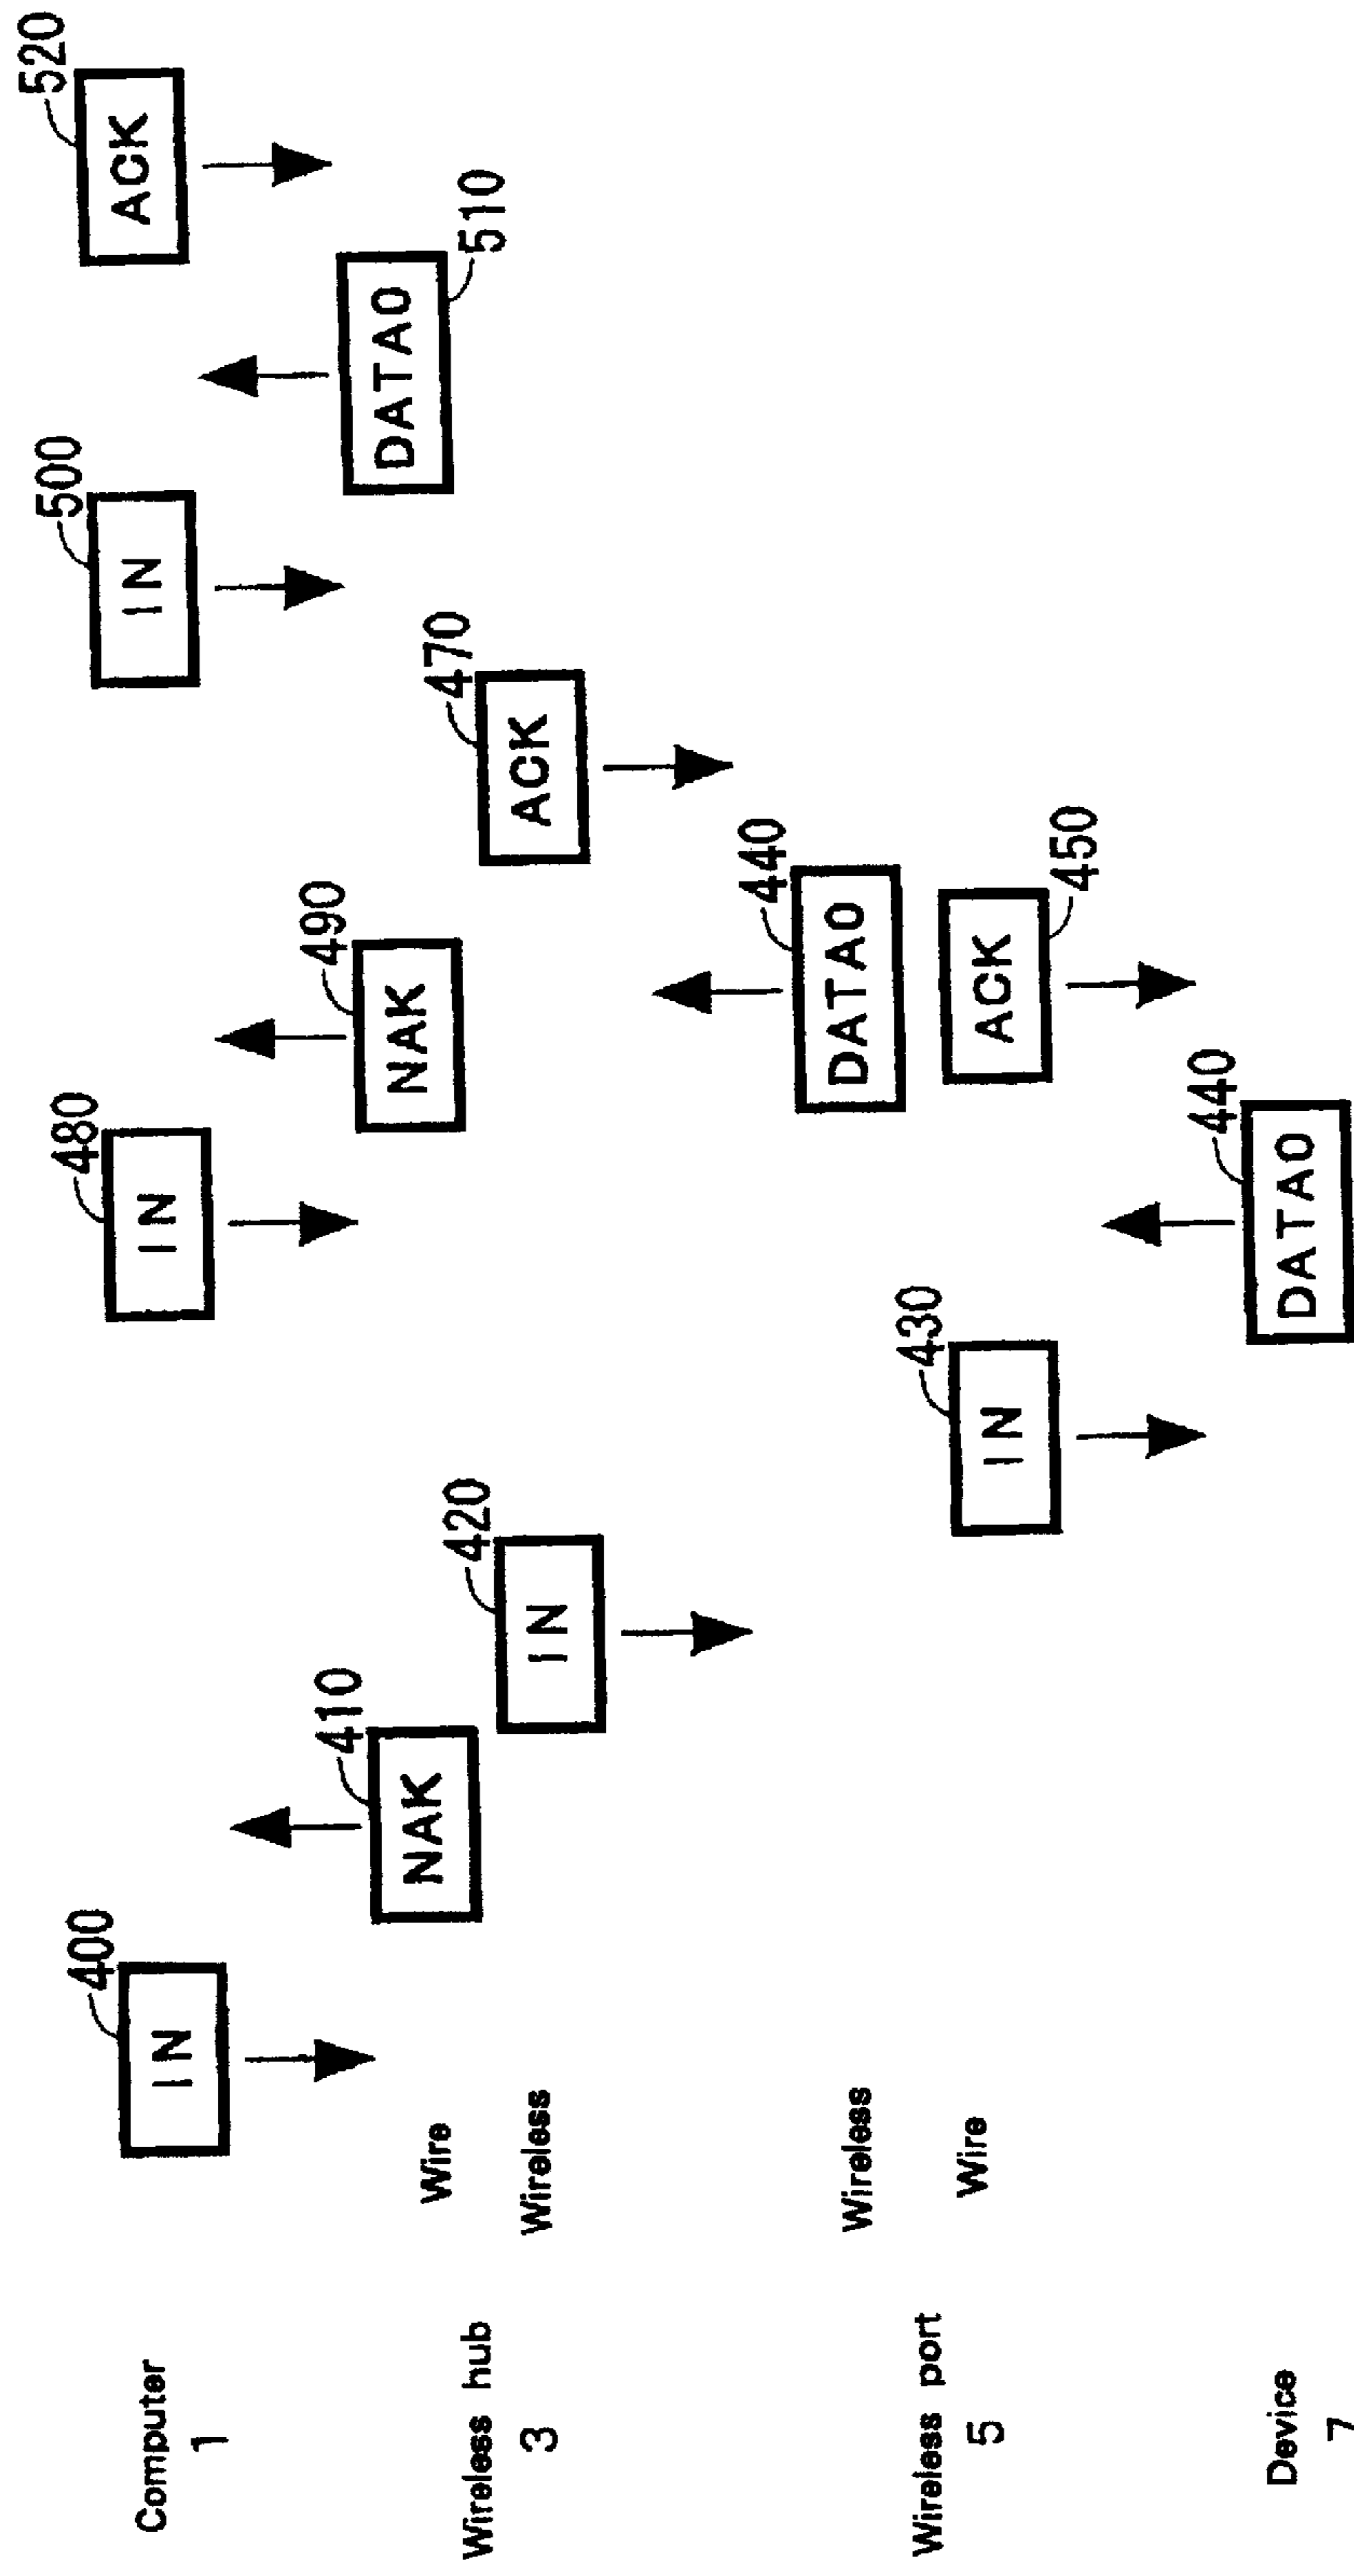 Computer
1
IN
400
IN
480
IN
500
ACK
520
Wireless hub
3
Wire
NAK
410
NAK
490
DATA0
510
Wireless
IN
420
ACK
470
Wireless port
5
Wireless
DATA0
440
Wire
IN
430
ACK
450
Device
7
DATA0
440